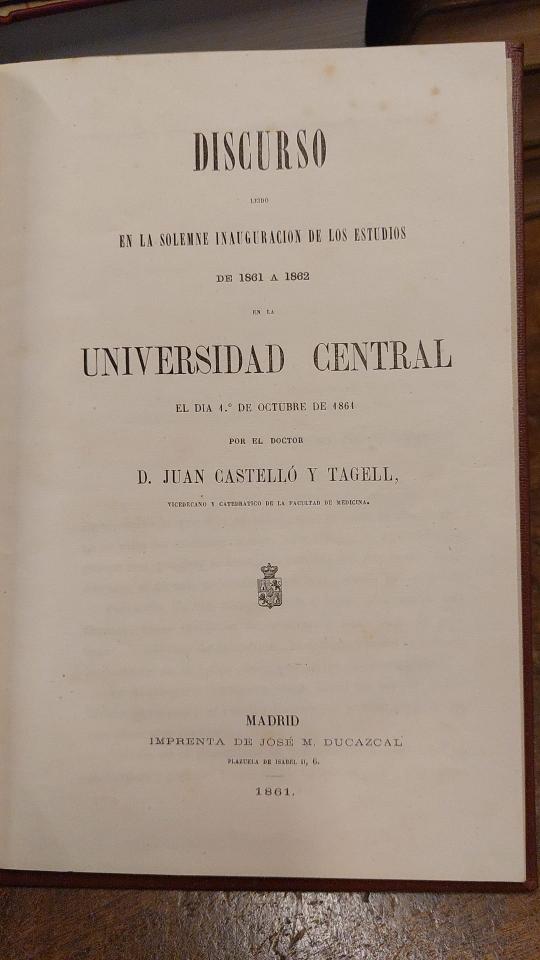 DISCURSO
LEIDO
EN LA SOLEMNE INAUGURACION DE LOS ESTUDIOS
DE 1861 A 1862
EN LA
UNIVERSIDAD CENTRAL
EL DIA 1.º DE OCTUBRE DE 1861
POR EL DOCTOR
D. JUAN CASTELLÓ Y TAGELL,
VICEDECANO Y CATEDRATICO DE LA FACULTAD DE MEDICINA.
MADRID
IMPRENTA DE JOSÉ M. DUCAZCAL
PLAZUELA DE ISABEL II, 6.
1861.